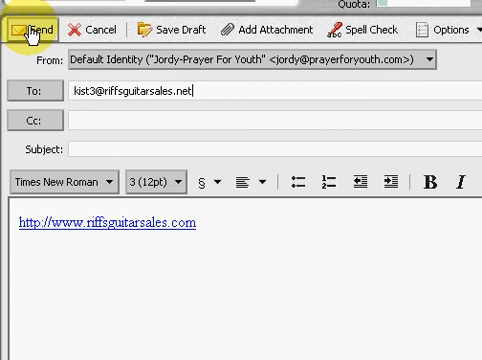 Quota:
Send Cancel Save Draft Add Attachment Spell Check Options
From: Default Identity ("Jordy-Prayer For Youth" <jordy@prayerforyouth.com>)
To: kist3@riffsguitarsales.net
Cc:
Subject:
Times New Roman 3 (12pt) § B I
http://www.riffsguitarsales.com